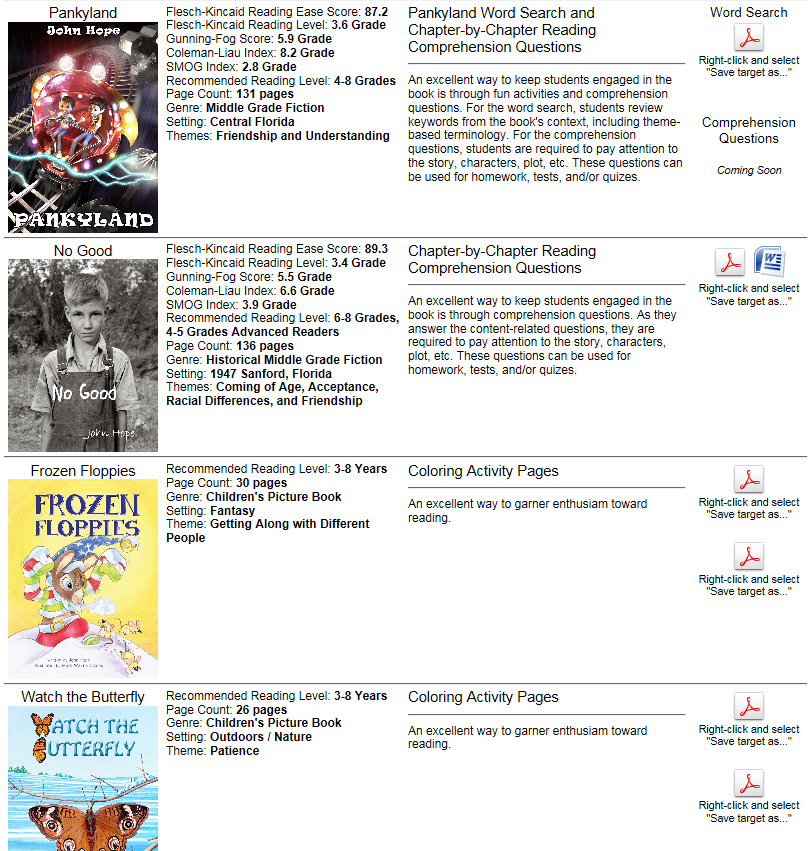 Pankyland
John Hope
PANKYLAND
Flesch-Kincaid Reading Ease Score: 87.2
Flesch-Kincaid Reading Level: 3.6 Grade
Gunning-Fog Score: 5.9 Grade
Coleman-Liau Index: 8.2 Grade
SMOG Index: 2.8 Grade
Recommended Reading Level: 4-8 Grades
Page Count: 131 pages
Genre: Middle Grade Fiction
Setting: Central Florida
Themes: Friendship and Understanding
Pankyland Word Search and
Chapter-by-Chapter Reading
Comprehension Questions
An excellent way to keep students engaged in the
book is through fun activities and comprehension
questions. For the word search, students review
keywords from the book's context, including theme-
based terminology. For the comprehension
questions, students are required to pay attention to
the story, characters, plot, etc. These questions can
be used for homework, tests, and/or quizes.
Word Search
Right-click and select
"Save target as..."
Comprehension
Questions
Coming Soon
No Good
No Good
John Hope
Flesch-Kincaid Reading Ease Score: 89.3
Flesch-Kincaid Reading Level: 3.4 Grade
Gunning-Fog Score: 5.5 Grade
Coleman-Liau Index: 6.6 Grade
SMOG Index: 3.9 Grade
Recommended Reading Level: 6-8 Grades,
4-5 Grades Advanced Readers
Page Count: 136 pages
Genre: Historical Middle Grade Fiction
Setting: 1947 Sanford, Florida
Themes: Coming of Age, Acceptance,
Racial Differences, and Friendship
Chapter-by-Chapter Reading
Comprehension Questions
An excellent way to keep students engaged in the
book is through comprehension questions. As they
answer the content-related questions, they are
required to pay attention to the story, characters,
plot, etc. These questions can be used for
homework, tests, and/or quizes.
W
Right-click and select
"Save target as..."
Frozen Floppies
FROZEN
FLOPPIES
written by John Hope
Recommended Reading Level: 3-8 Years
Page Count: 30 pages
Genre: Children's Picture Book
Setting: Fantasy
Theme: Getting Along with Different
People
Coloring Activity Pages
An excellent way to garner enthusiam toward
reading.
Right-click and select
"Save target as..."
Right-click and select
"Save target as..."
Watch the Butterfly
WATCH THE
BUTTERFLY
Recommended Reading Level: 3-8 Years
Page Count: 26 pages
Genre: Children's Picture Book
Setting: Outdoors / Nature
Theme: Patience
Coloring Activity Pages
An excellent way to garner enthusiam toward
reading.
Right-click and select
"Save target as..."
Right-click and select
"Save target as..."